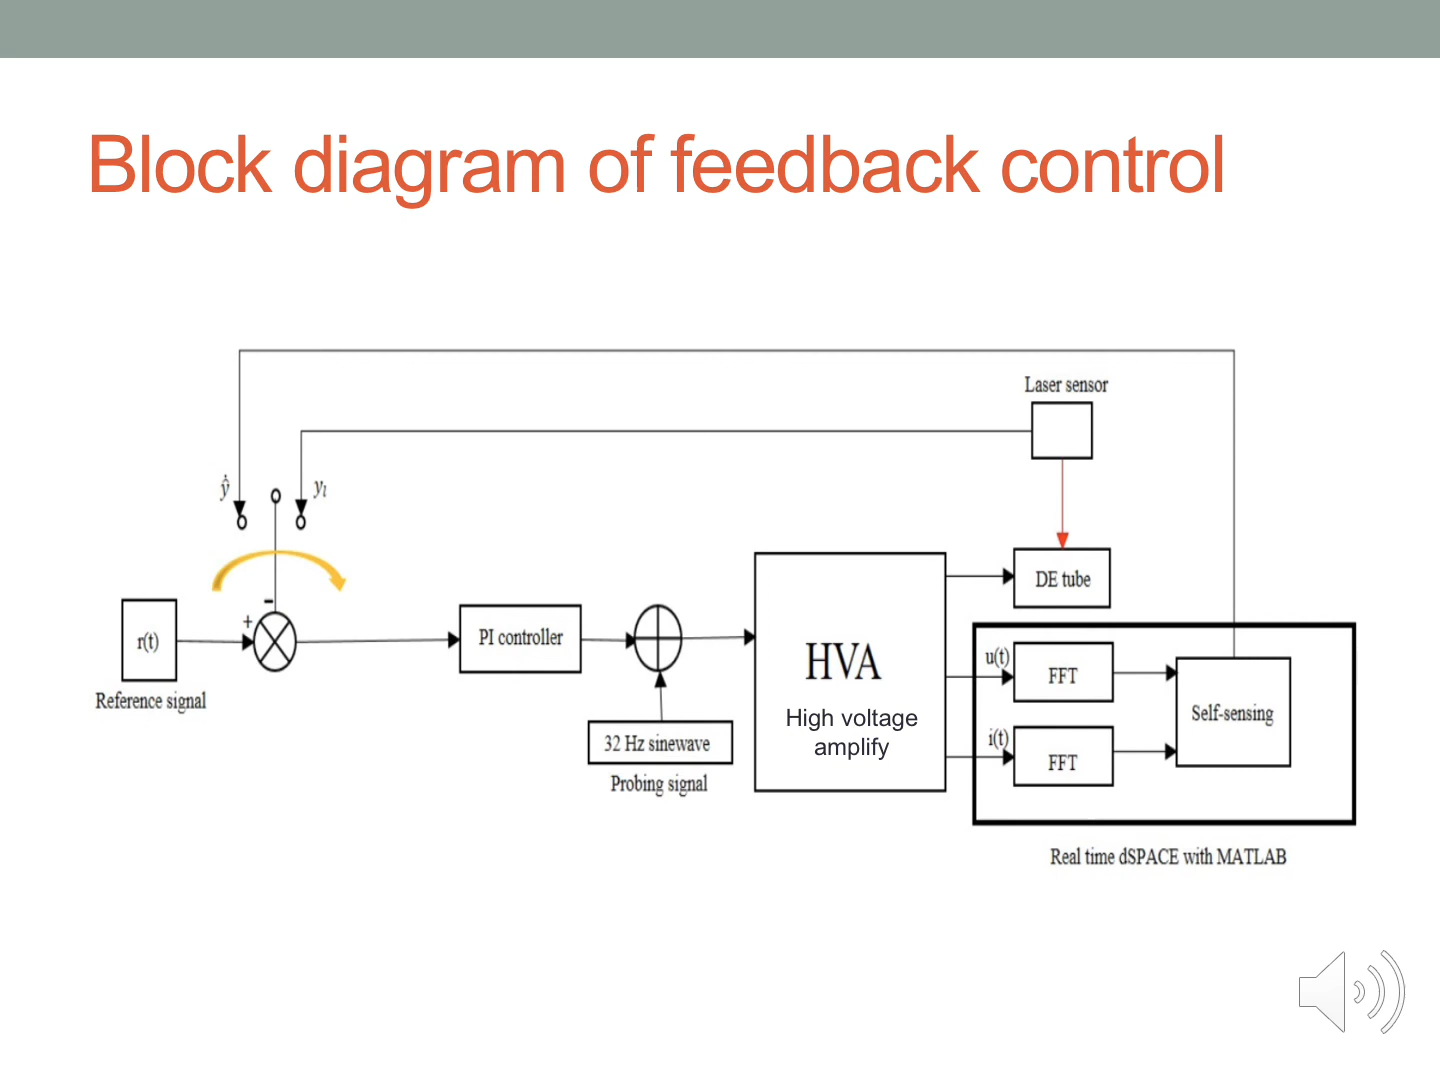 Block diagram of feedback control
Laser sensor
ŷ
yₗ
DE tube
r(t)
+
-
PI controller
HVA
High voltage
amplify
u(t)
FFT
Self-sensing
Reference signal
32 Hz sinewave
i(t)
FFT
Probing signal
Real time dSPACE with MATLAB